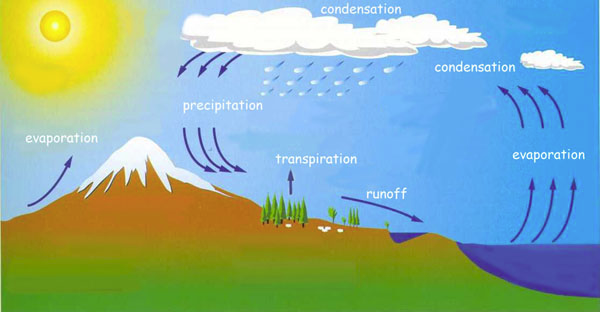 condensation
condensation
precipitation
evaporation
transpiration
evaporation
runoff